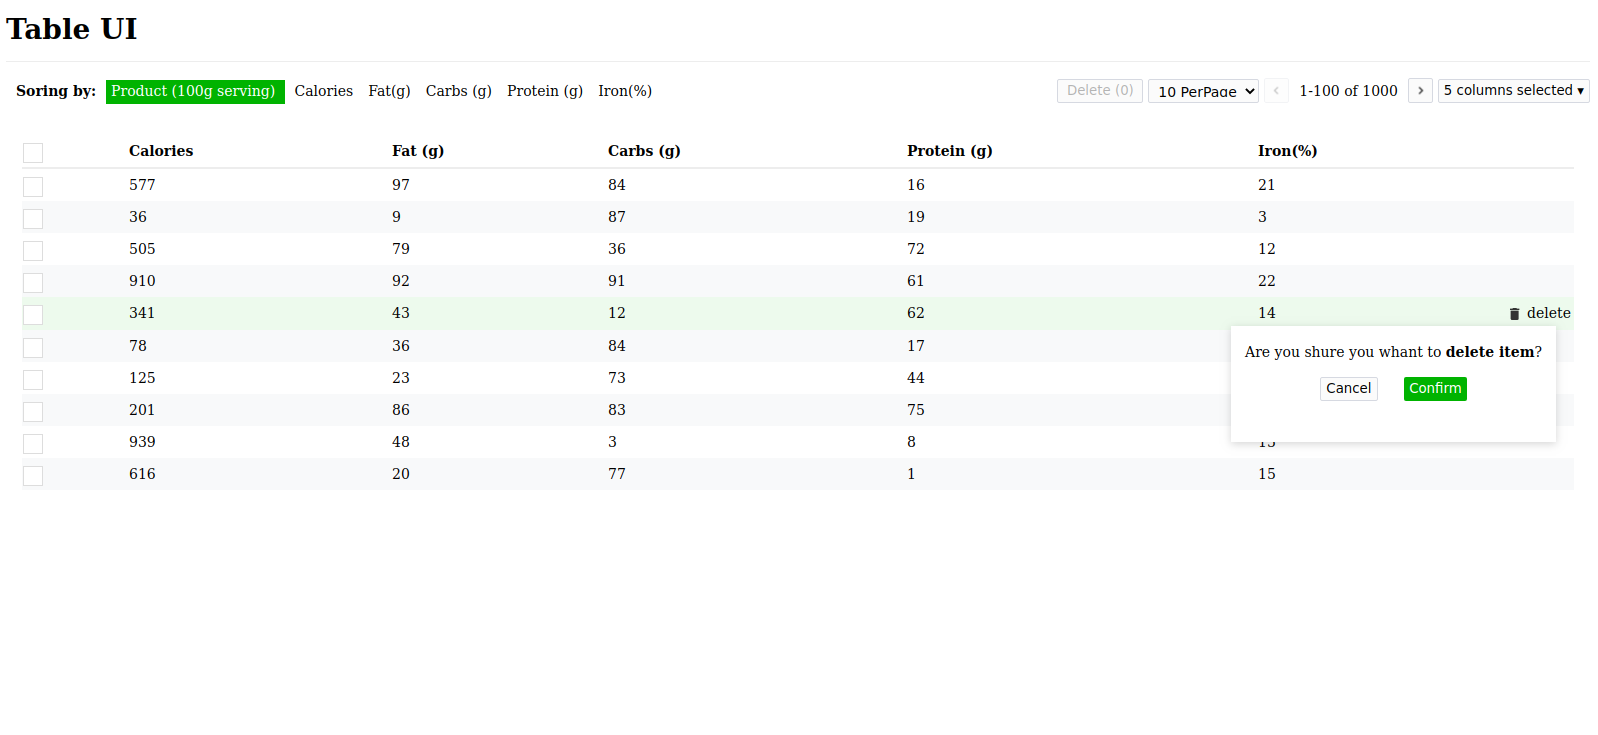 Table UI
Soring by: Product (100g serving) Calories Fat(g) Carbs (g) Protein (g) Iron(%) Delete (0) 10 PerPage 1-100 of 1000 5 columns selected ▾
Calories Fat (g) Carbs (g) Protein (g) Iron(%)
577 97 84 16 21
36 9 87 19 3
505 79 36 72 12
910 92 91 61 22
341 43 12 62 14 delete
78 36 84 17
Are you shure you whant to delete item?
125 23 73 44
Cancel Confirm
201 86 83 75
939 48 3 8
616 20 77 1 15